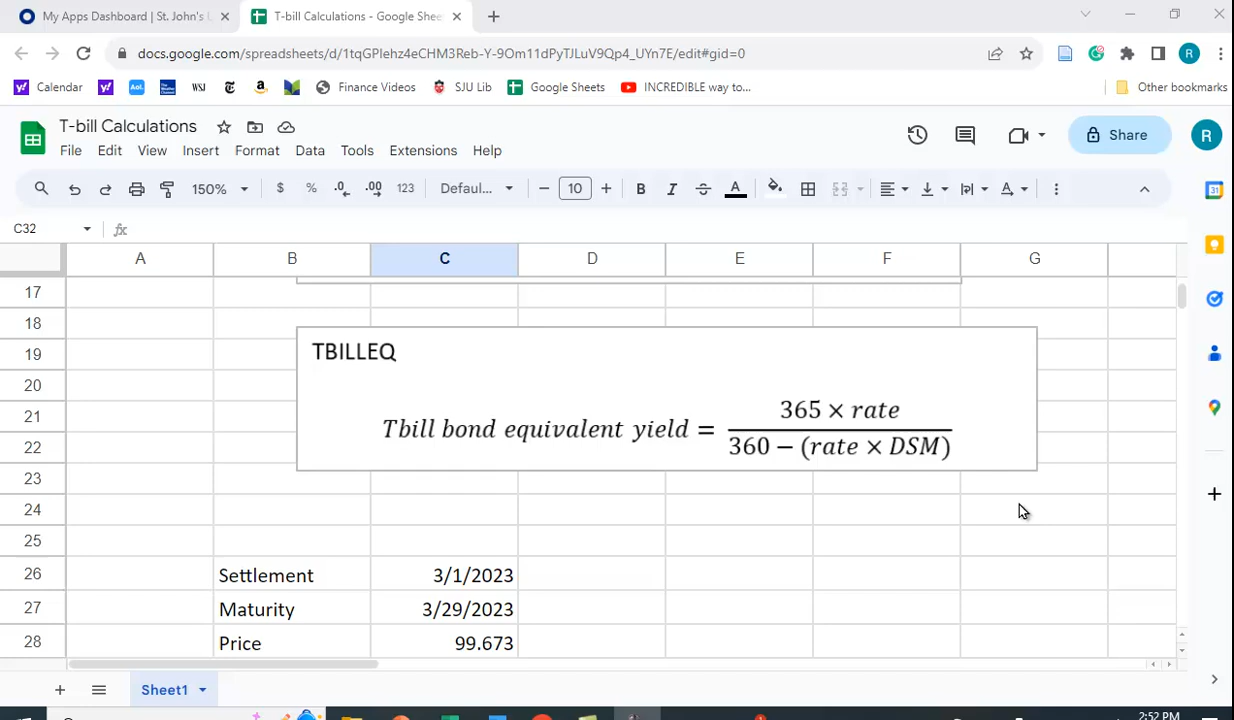 My Apps Dashboard | St. John's
T-bill Calculations - Google Shee
docs.google.com/spreadsheets/d/1tqGPlehz4eCHM3Reb-Y-9Om11dPyTJLuV9Qp4_UYn7E/edit#gid=0
R
Calendar
Aol.
WSJ
Finance Videos
SJU Lib
Google Sheets
INCREDIBLE way to...
Other bookmarks
T-bill Calculations
Share
R
File Edit View Insert Format Data Tools Extensions Help
150% $ % .0 .00 123 Defaul... 10 B I A
C32 fx
A B C D E F G
17
18
19 TBILLEQ
20
21 365 × rate
Tbill bond equivalent yield =
22 360 − (rate × DSM)
23
24
25
26 Settlement 3/1/2023
27 Maturity 3/29/2023
28 Price 99.673
Sheet1
2:52 PM